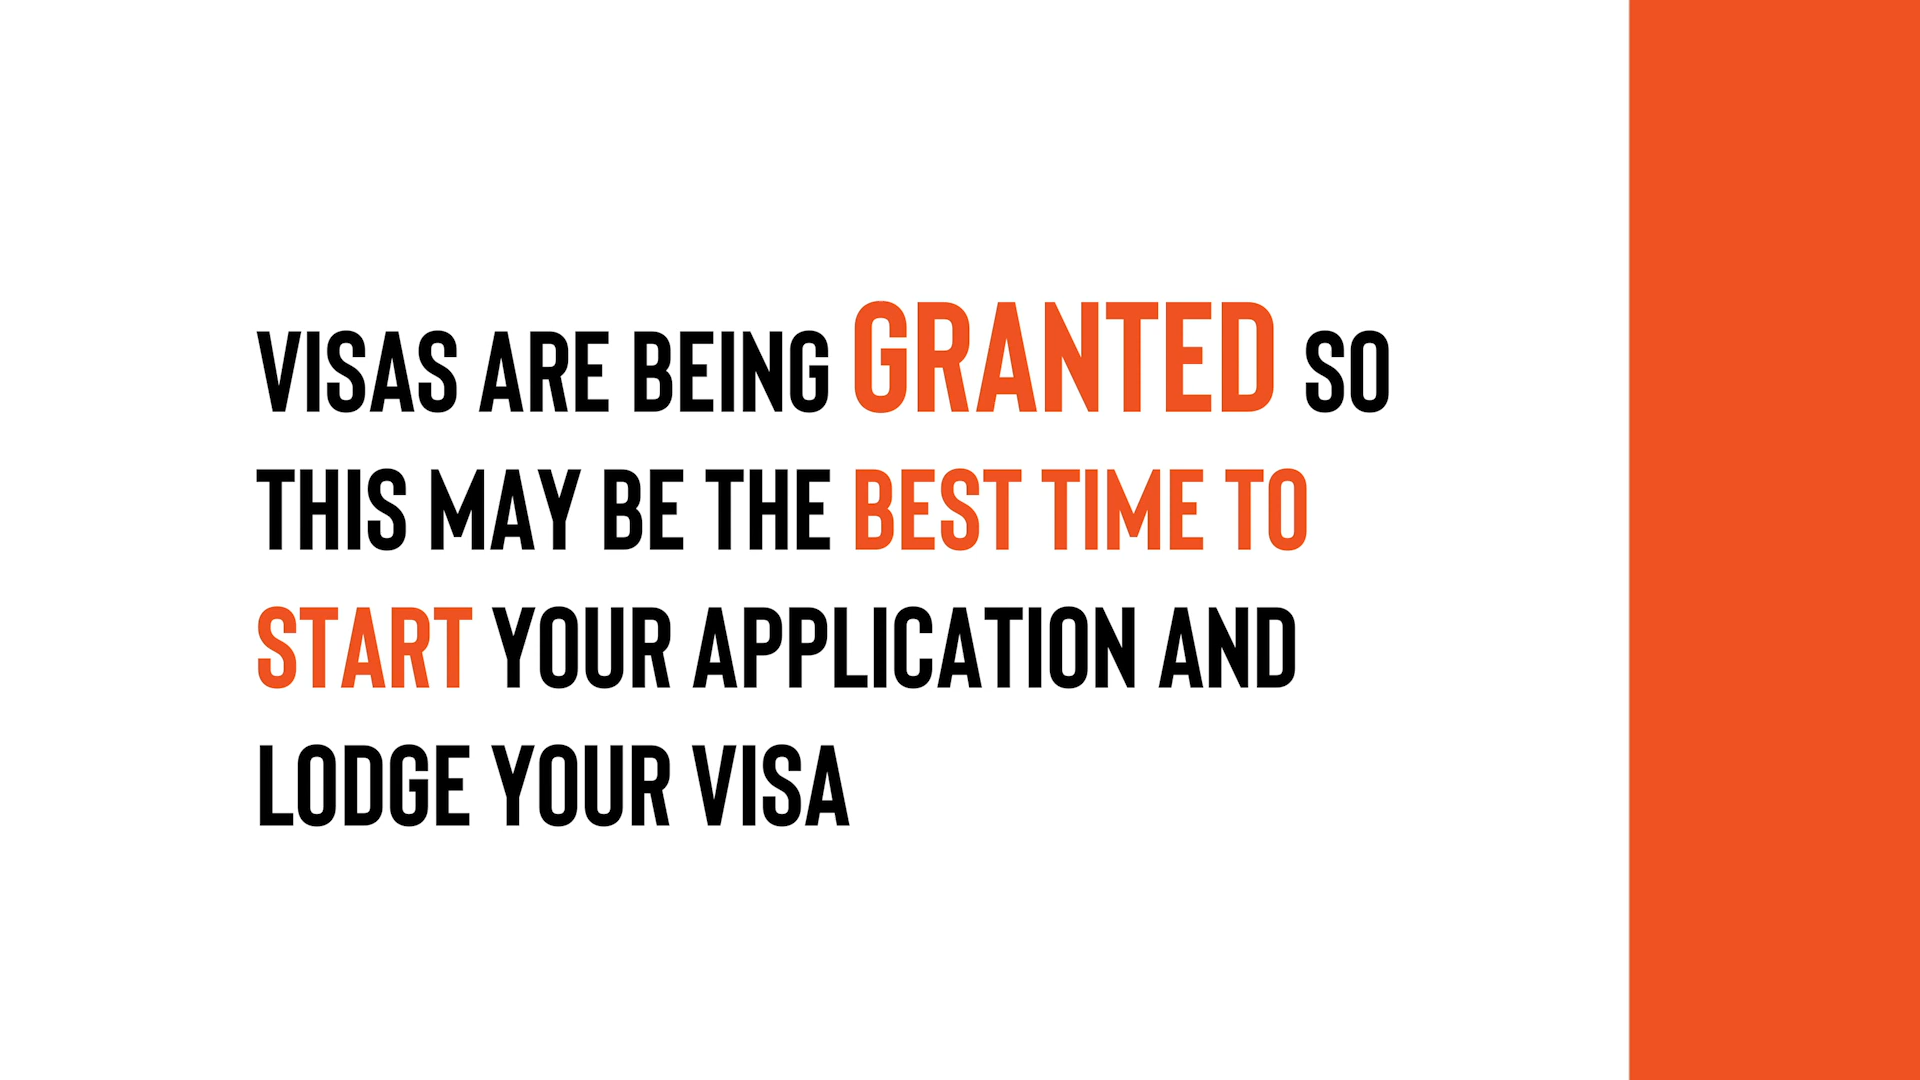 VISAS ARE BEING GRANTED SO
THIS MAY BE THE BEST TIME TO
START YOUR APPLICATION AND
LODGE YOUR VISA